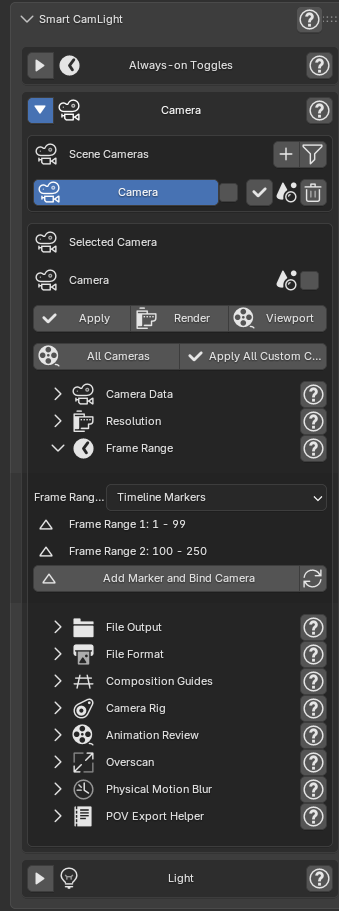 Smart CamLight
Always-on Toggles
Camera
Scene Cameras
Camera
Selected Camera
Camera
Apply Render Viewport
All Cameras Apply All Custom C...
Camera Data
Resolution
Frame Range
Frame Rang... Timeline Markers
Frame Range 1: 1 - 99
Frame Range 2: 100 - 250
Add Marker and Bind Camera
File Output
File Format
Composition Guides
Camera Rig
Animation Review
Overscan
Physical Motion Blur
POV Export Helper
Light